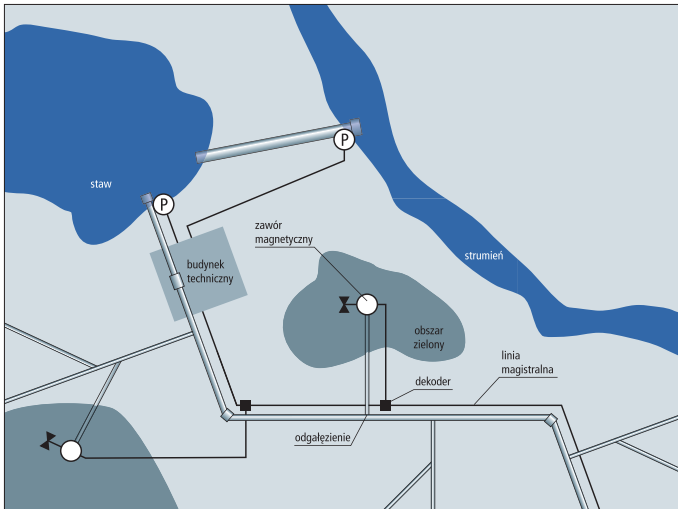 P
staw
P
zawór
magnetyczny
strumień
budynek
techniczny
obszar
zielony
linia
magistralna
dekoder
odgałęzienie